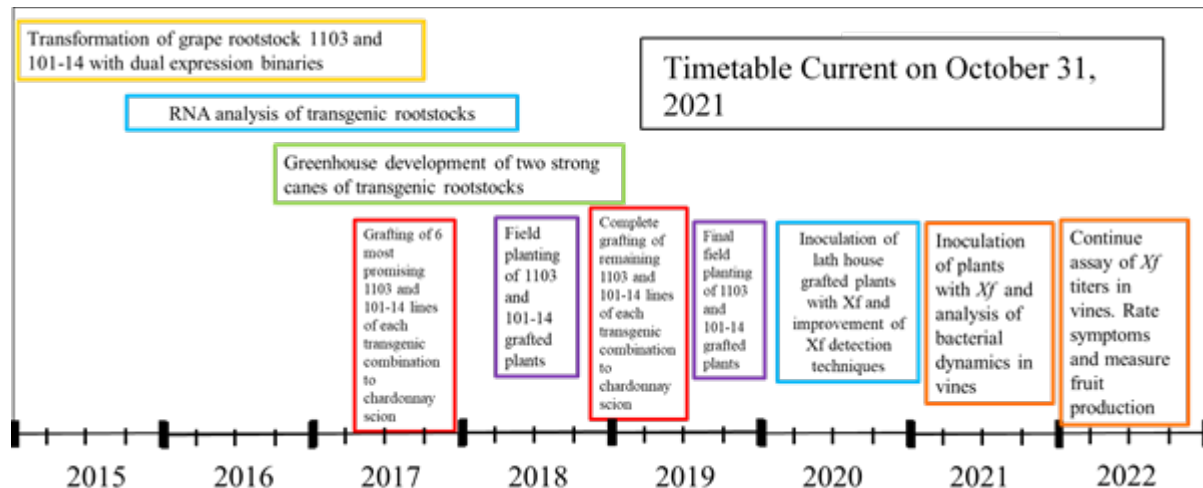 Transformation of grape rootstock 1103 and
101-14 with dual expression binaries
Timetable Current on October 31,
2021
RNA analysis of transgenic rootstocks
Greenhouse development of two strong
canes of transgenic rootstocks
Grafting of 6
most
promising
1103 and
101-14 lines
of each
transgenic
combination
to
chardonnay
scion
Field
planting
of 1103
and
101-14
grafted
plants
Complete
grafting of
remaining
1103 and
101-14 lines
of each
transgenic
combination
to
chardonnay
scion
Final
field
planting
of 1103
and
101-14
grafted
plants
Inoculation of
lath house
grafted plants
with Xf and
improvement of
Xf detection
techniques
Inoculation
of plants
with Xf and
analysis of
bacterial
dynamics in
vines
Continue
assay of Xf
titers in
vines. Rate
symptoms
and measure
fruit
production
2015 2016 2017 2018 2019 2020 2021 2022